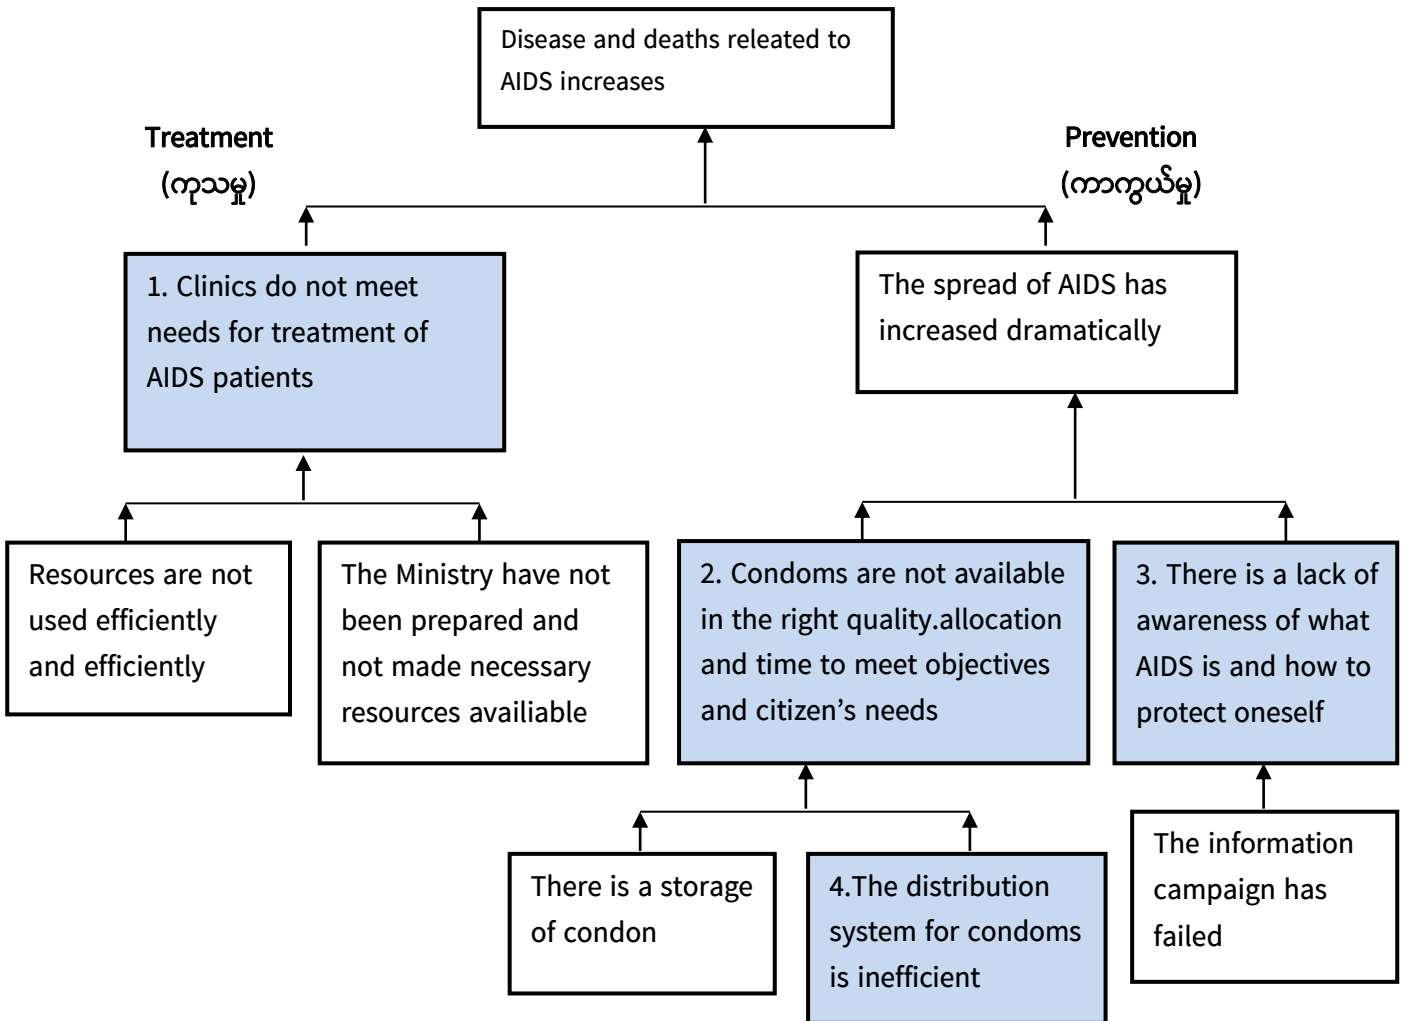 Disease and deaths releated to
AIDS increases
Treatment
(ကုသမှု)
Prevention
(ကာကွယ်မှု)
1. Clinics do not meet
needs for treatment of
AIDS patients
The spread of AIDS has
increased dramatically
Resources are not
used efficiently
and efficiently
The Ministry have not
been prepared and
not made necessary
resources availiable
2. Condoms are not available
in the right quality.allocation
and time to meet objectives
and citizen’s needs
3. There is a lack of
awareness of what
AIDS is and how to
protect oneself
There is a storage
of condon
4.The distribution
system for condoms
is inefficient
The information
campaign has
failed